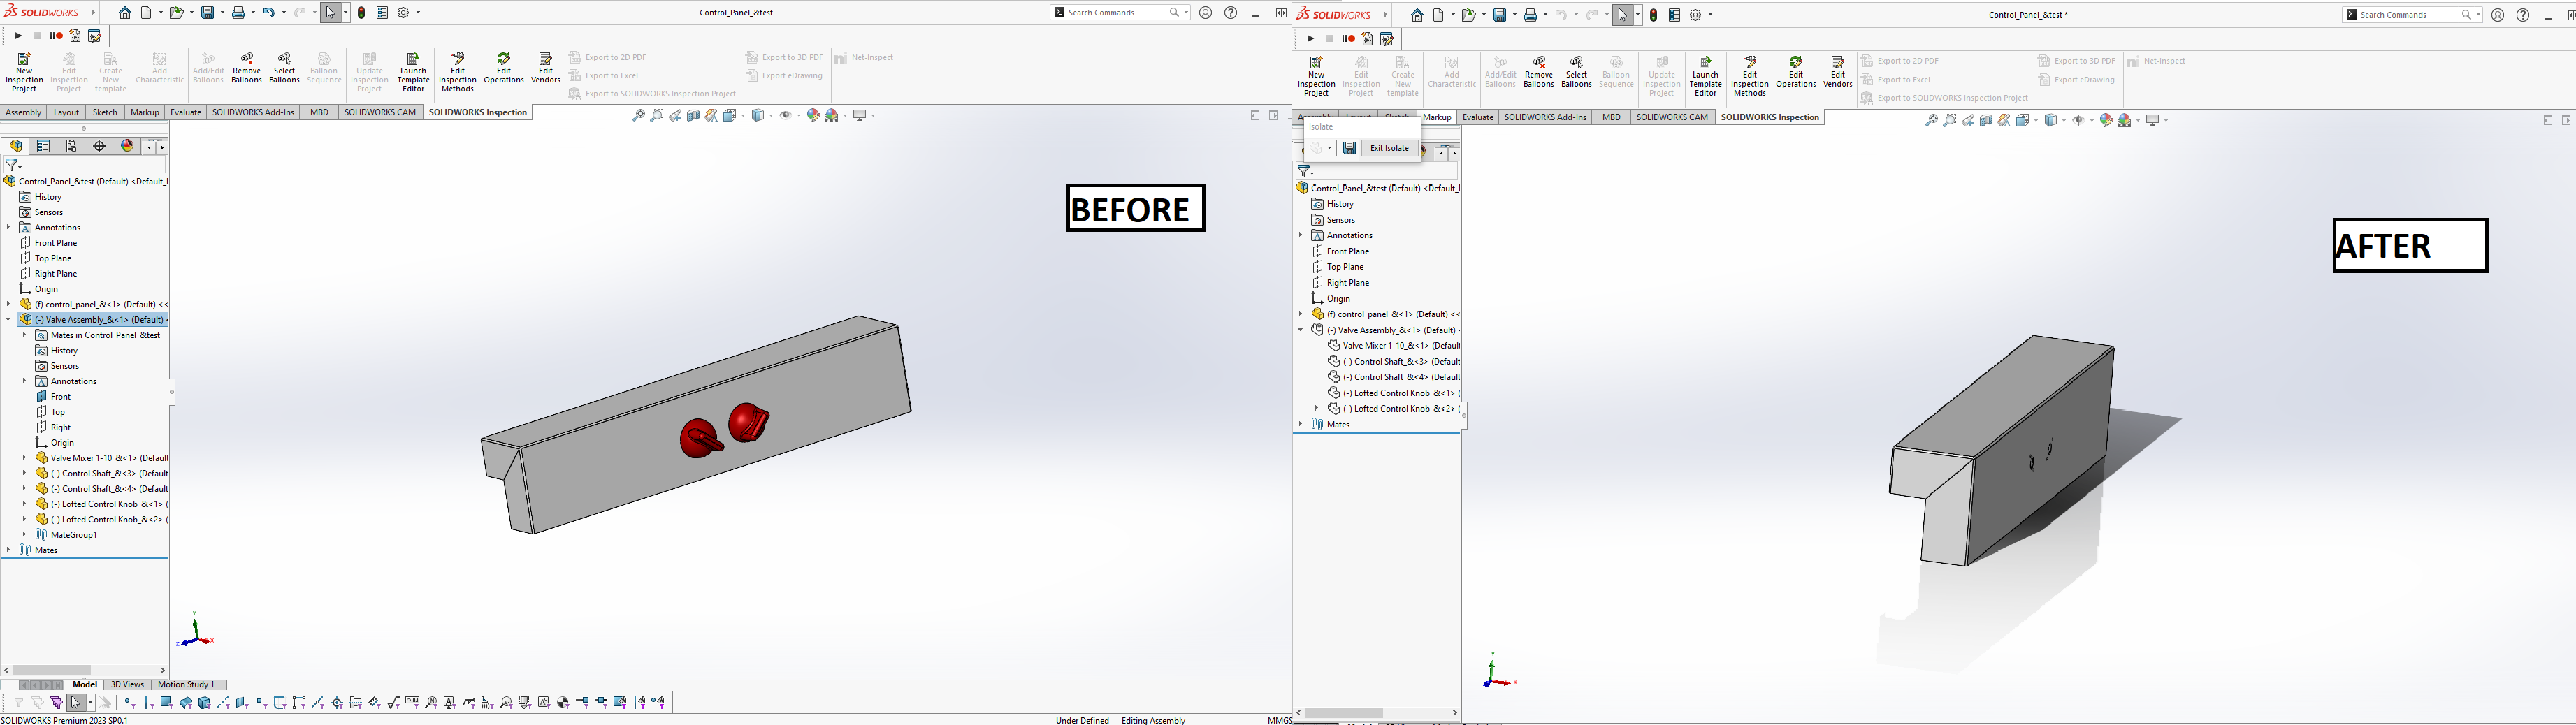 SOLIDWORKS
Control_Panel_&test
Search Commands
New Inspection Project
Edit Inspection Project
Create New template
Add Characteristic
Add/Edit Balloons
Remove Balloons
Select Balloons
Balloon Sequence
Update Inspection Project
Launch Template Editor
Edit Inspection Methods
Edit Operations
Edit Vendors
Export to 2D PDF
Export to Excel
Export to SOLIDWORKS Inspection Project
Export to 3D PDF
Export eDrawing
Net-Inspect
Assembly Layout Sketch Markup Evaluate SOLIDWORKS Add-Ins MBD SOLIDWORKS CAM SOLIDWORKS Inspection
Control_Panel_&test (Default) <Default_
History
Sensors
Annotations
Front Plane
Top Plane
Right Plane
Origin
(f) control_panel_&<1> (Default) <<
(-) Valve Assembly_&<1> (Default)
Mates in Control_Panel_&test
History
Sensors
Annotations
Front
Top
Right
Origin
Valve Mixer 1-10_&<1> (Default
(-) Control Shaft_&<3> (Default
(-) Control Shaft_&<4> (Default
(-) Lofted Control Knob_&<1> (
(-) Lofted Control Knob_&<2> (
MateGroup1
Mates
BEFORE
Y
Z
X
Model 3D Views Motion Study 1
SOLIDWORKS Premium 2023 SP0.1
Under Defined Editing Assembly MMGS
SOLIDWORKS
Control_Panel_&test *
Search Commands
New Inspection Project
Edit Inspection Project
Create New template
Add Characteristic
Add/Edit Balloons
Remove Balloons
Select Balloons
Balloon Sequence
Update Inspection Project
Launch Template Editor
Edit Inspection Methods
Edit Operations
Edit Vendors
Export to 2D PDF
Export to Excel
Export to SOLIDWORKS Inspection Project
Export to 3D PDF
Export eDrawing
Net-Inspect
Markup Evaluate SOLIDWORKS Add-Ins MBD SOLIDWORKS CAM SOLIDWORKS Inspection
Isolate
Exit Isolate
Control_Panel_&test (Default) <Default_
History
Sensors
Annotations
Front Plane
Top Plane
Right Plane
Origin
(f) control_panel_&<1> (Default) <<
(-) Valve Assembly_&<1> (Default)
Valve Mixer 1-10_&<1> (Default
(-) Control Shaft_&<3> (Default
(-) Control Shaft_&<4> (Default
(-) Lofted Control Knob_&<1> (
(-) Lofted Control Knob_&<2> (
Mates
AFTER
Y
X